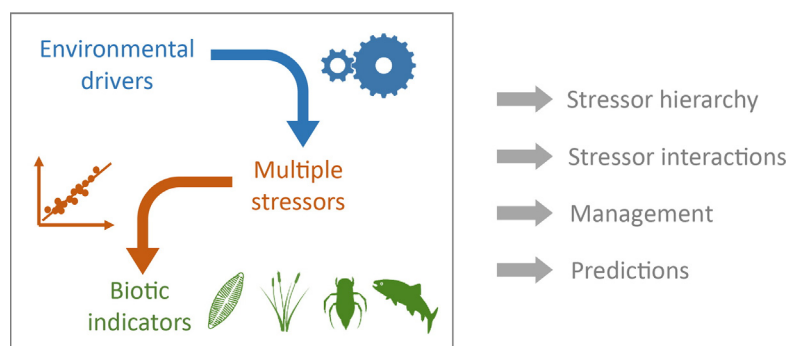 Environmental
drivers
Multiple
stressors
Biotic
indicators
Stressor hierarchy
Stressor interactions
Management
Predictions